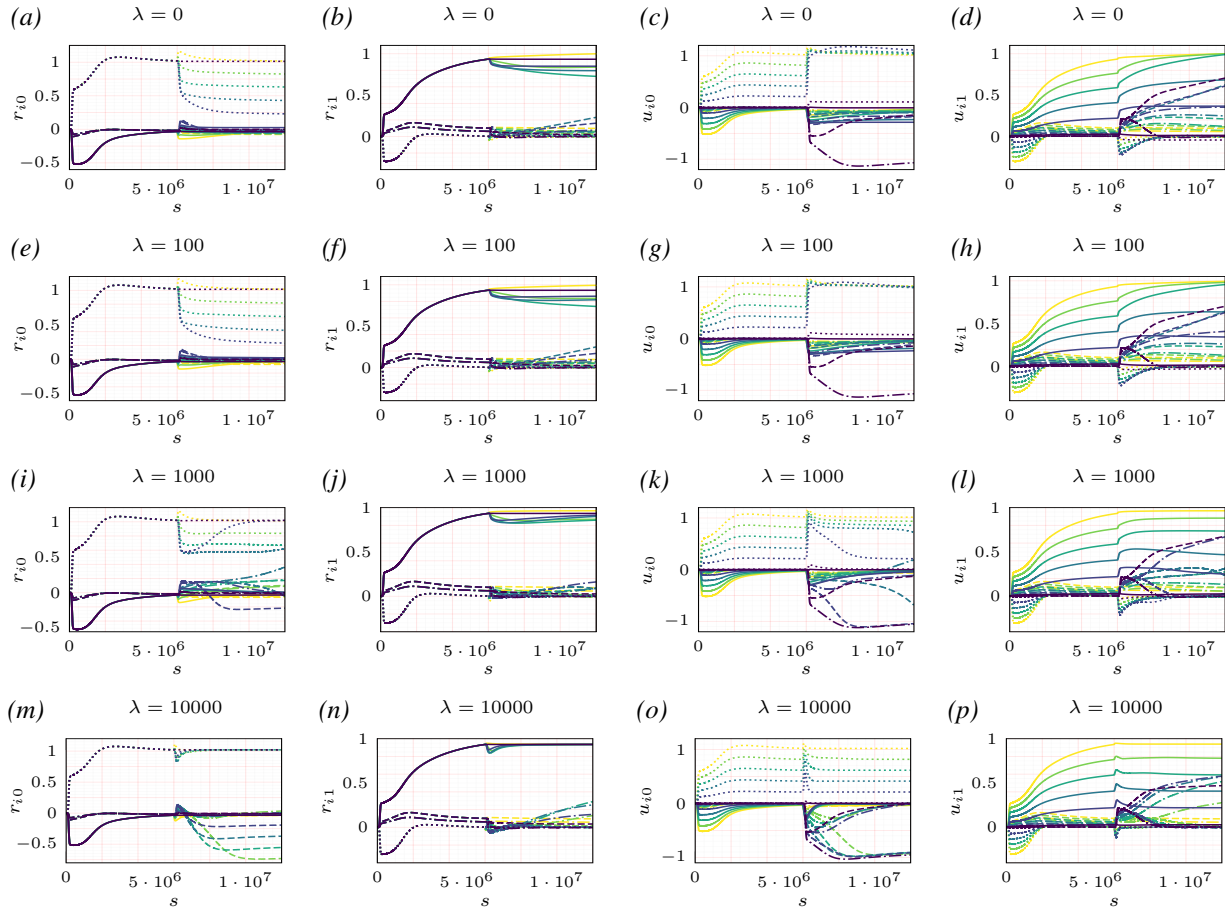 (a) λ = 0 (b) λ = 0 (c) λ = 0 (d) λ = 0
1 0.5 0 −0.5 r_{i0} 0 5 · 10^6 1 · 10^7 s
1 0.5 0 r_{i1} 0 5 · 10^6 1 · 10^7 s
1 0 −1 u_{i0} 0 5 · 10^6 1 · 10^7 s
1 0.5 0 u_{i1} 0 5 · 10^6 1 · 10^7 s
(e) λ = 100 (f) λ = 100 (g) λ = 100 (h) λ = 100
1 0.5 0 −0.5 r_{i0} 0 5 · 10^6 1 · 10^7 s
1 0.5 0 r_{i1} 0 5 · 10^6 1 · 10^7 s
1 0 −1 u_{i0} 0 5 · 10^6 1 · 10^7 s
1 0.5 0 u_{i1} 0 5 · 10^6 1 · 10^7 s
(i) λ = 1000 (j) λ = 1000 (k) λ = 1000 (l) λ = 1000
1 0.5 0 −0.5 r_{i0} 0 5 · 10^6 1 · 10^7 s
1 0.5 0 r_{i1} 0 5 · 10^6 1 · 10^7 s
1 0 −1 u_{i0} 0 5 · 10^6 1 · 10^7 s
1 0.5 0 u_{i1} 0 5 · 10^6 1 · 10^7 s
(m) λ = 10000 (n) λ = 10000 (o) λ = 10000 (p) λ = 10000
1 0.5 0 −0.5 r_{i0} 0 5 · 10^6 1 · 10^7 s
1 0.5 0 r_{i1} 0 5 · 10^6 1 · 10^7 s
1 0 −1 u_{i0} 0 5 · 10^6 1 · 10^7 s
1 0.5 0 u_{i1} 0 5 · 10^6 1 · 10^7 s